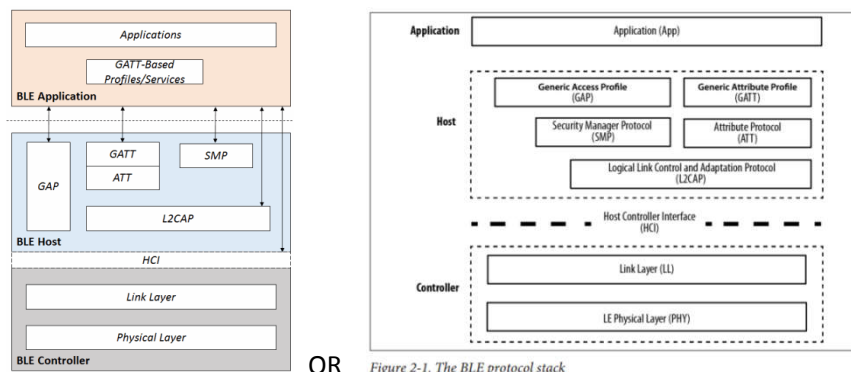 Applications
GATT-Based
Profiles/Services
BLE Application
GAP
GATT
ATT
SMP
L2CAP
BLE Host
HCI
Link Layer
Physical Layer
BLE Controller
OR
Application
Application (App)
Host
Generic Access Profile
(GAP)
Generic Attribute Profile
(GATT)
Security Manager Protocol
(SMP)
Attribute Protocol
(ATT)
Logical Link Control and Adaptation Protocol
(L2CAP)
Host Controller Interface
(HCI)
Controller
Link Layer (LL)
LE Physical Layer (PHY)
Figure 2-1. The BLE protocol stack